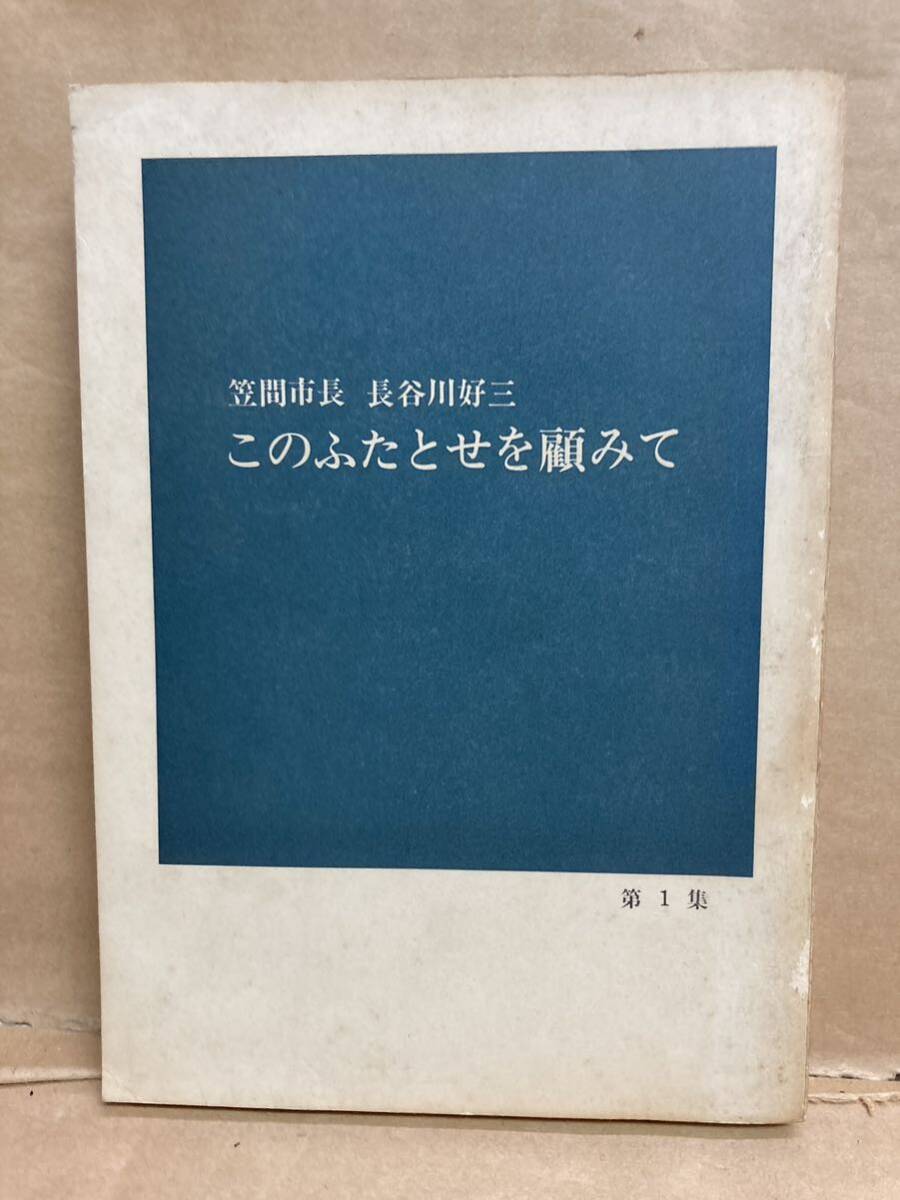 笠間市長 長谷川好三
このふたとせを顧みて
第1集